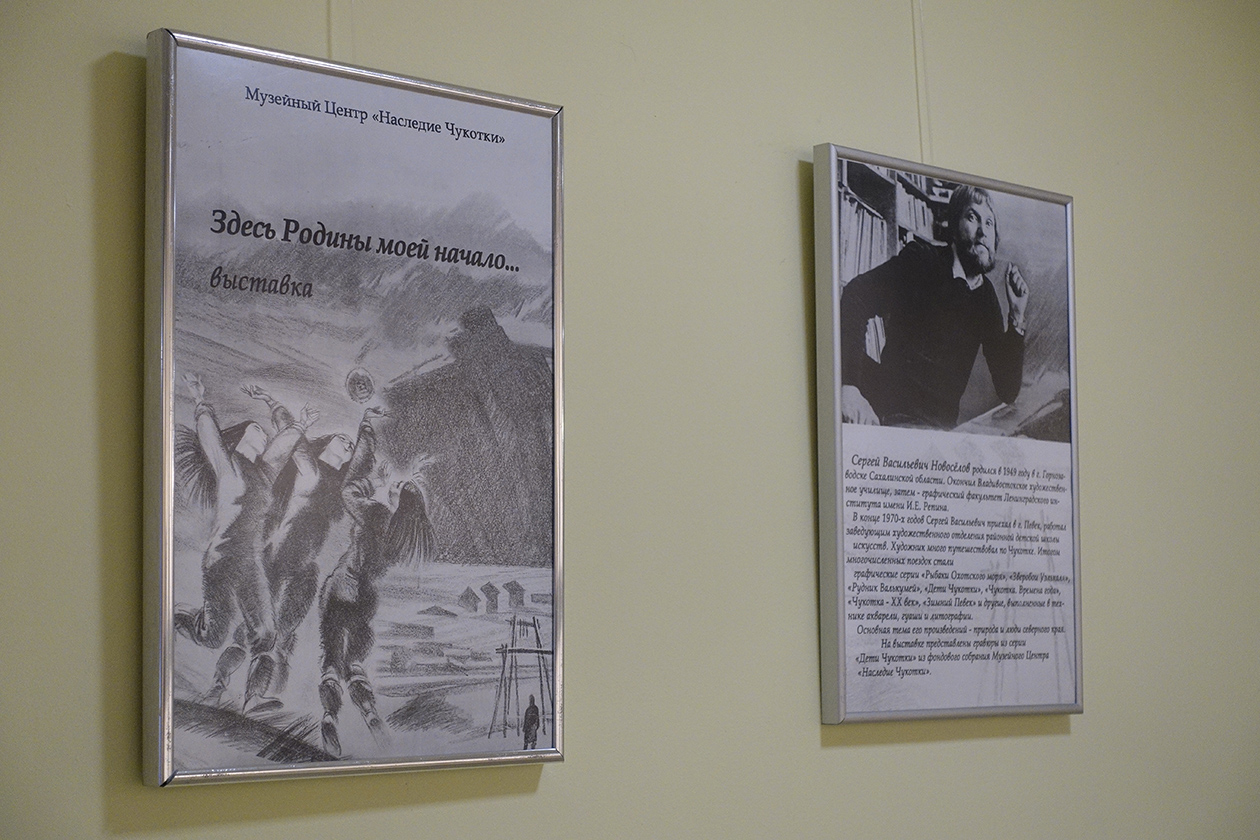 Музейный Центр «Наследие Чукотки»
Здесь Родины моей начало...
выставка
Сергей Васильевич Новосёлов родился в 1949 году в г. Горноза-
водске Сахалинской области. Окончил Владивостокское художествен-
ное училище, затем - графический факультет Ленинградского ин-
ститута имени И.Е. Репина.
В конце 1970-х годов Сергей Васильевич приехал в г. Певек, работал
заведующим художественного отделения районной детской школы
искусств. Художник много путешествовал по Чукотке. Итогом
многочисленных поездок стали
графические серии «Рыбаки Охотского моря», «Зверобои Уэлькаля»,
«Рудник Валькумей», «Дети Чукотки», «Чукотка. Времена года»,
«Чукотка - XX век», «Зимний Певек» и другие, выполненные в тех-
нике акварели, гуаши и литографии.
Основная тема его произведений - природа и люди северного края.
На выставке представлены гравюры из серии
«Дети Чукотки» из фондового собрания Музейного Центра
«Наследие Чукотки».